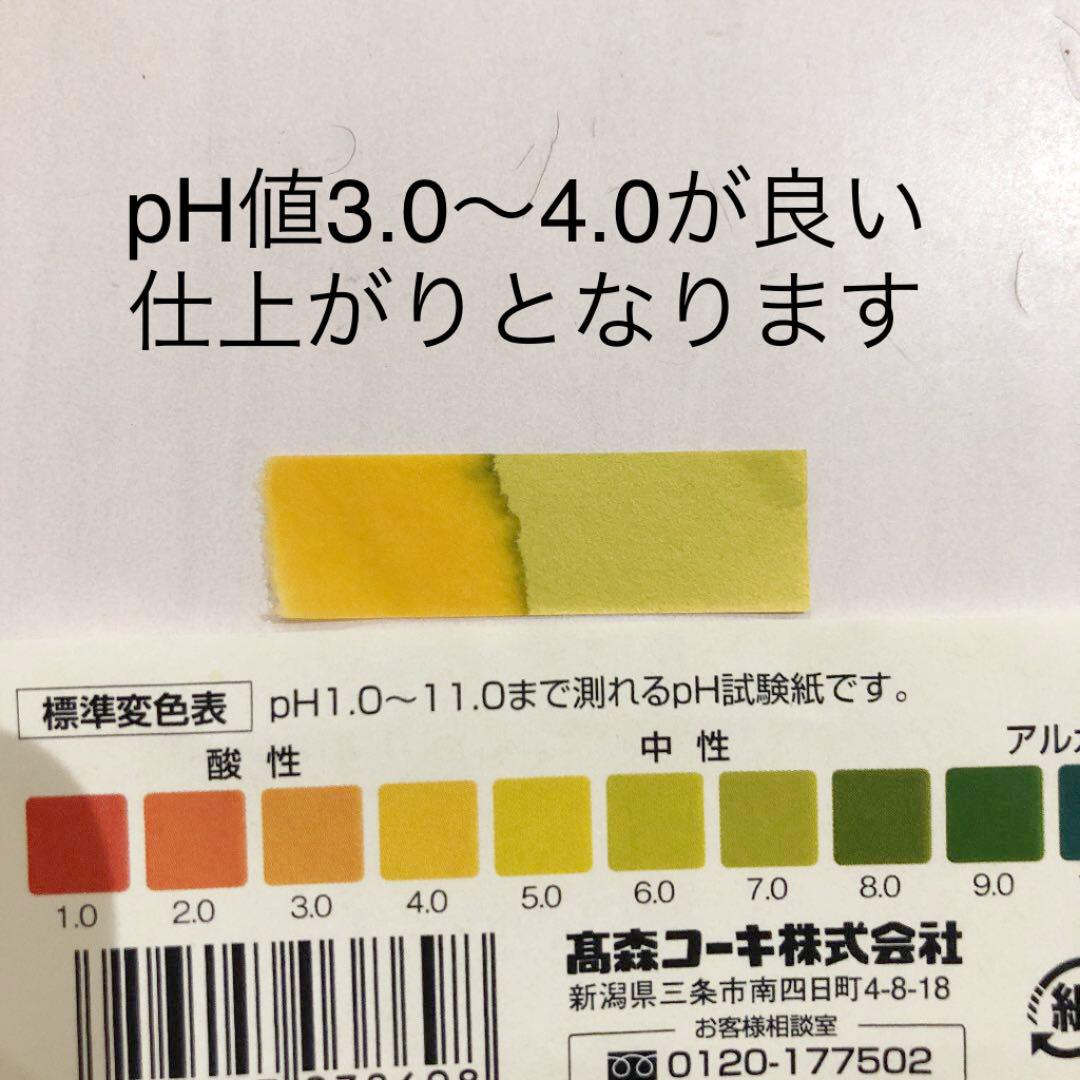 pH値3.0〜4.0が良い
仕上がりとなります
標準変色表 pH1.0〜11.0まで測れるpH試験紙です。
酸性 中性
1.0 2.0 3.0 4.0 5.0 6.0 7.0 8.0 9.0
髙森コーキ株式会社
新潟県三条市南四日町4-8-18
お客様相談室
0120-177502